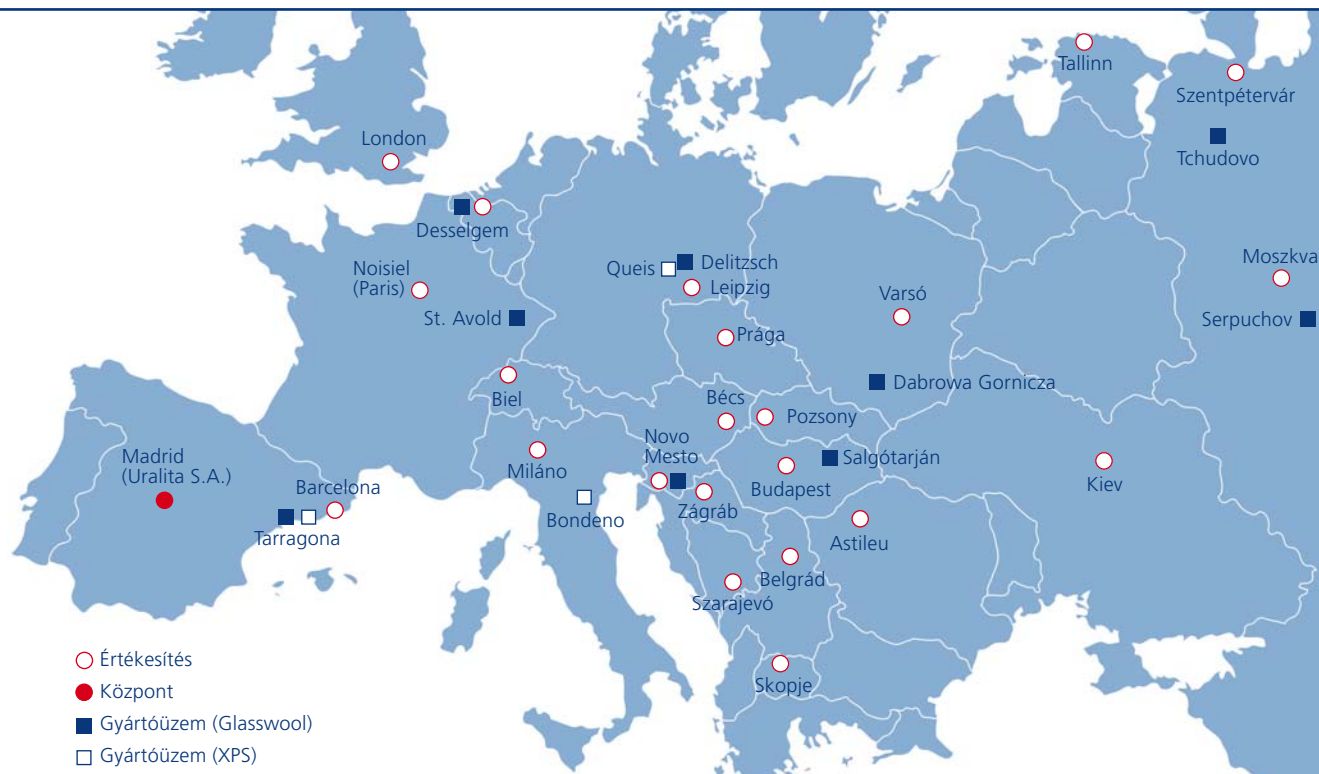 Tallinn
Szentpétervár
Tchudovo
London
Desselgem
Moszkva
Queis
Delitzsch
Leipzig
Noisiel
(Paris)
Varsó
St. Avold
Serpuchov
Prága
Dabrowa Gornicza
Biel
Bécs
Pozsony
Novo
Mesto
Salgótarján
Madrid
(Uralita S.A.)
Miláno
Budapest
Kiev
Barcelona
Zágráb
Bondeno
Tarragona
Astileu
Belgrád
Szarajevó
Skopje
Értékesítés
Központ
Gyártóüzem (Glasswool)
Gyártóüzem (XPS)